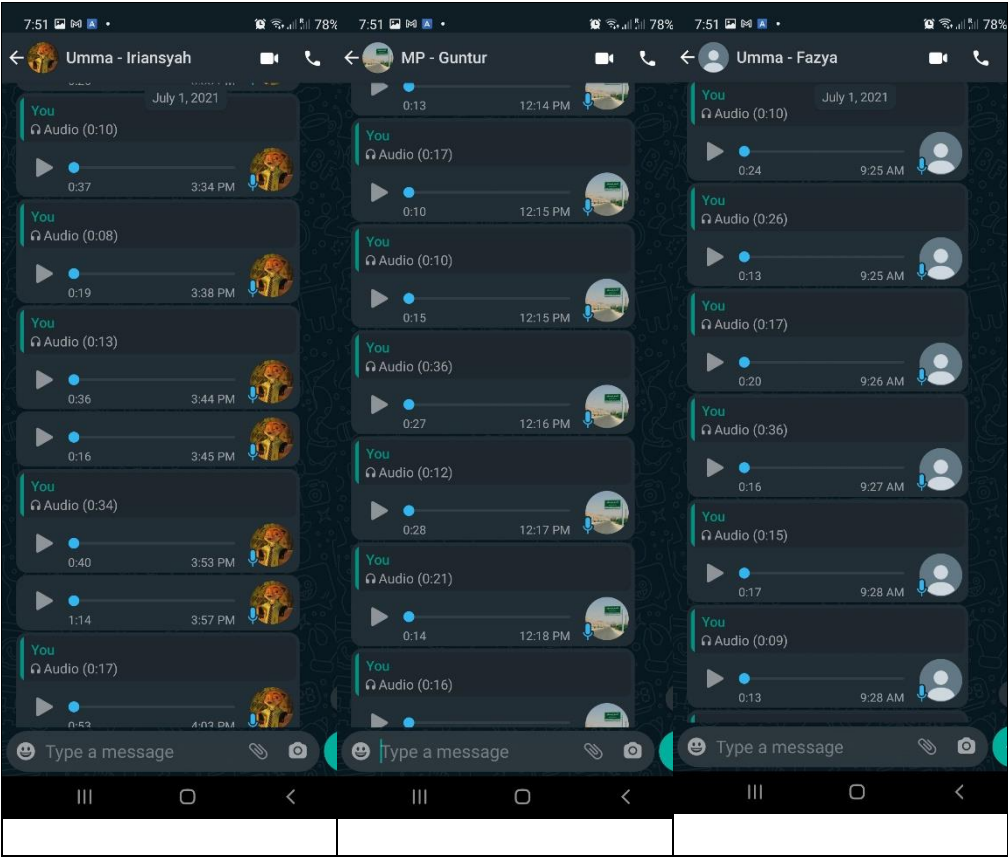 7:51 78%
Umma - Iriansyah
July 1, 2021
You
Audio (0:10)
0:37 3:34 PM
You
Audio (0:08)
0:19 3:38 PM
You
Audio (0:13)
0:36 3:44 PM
0:16 3:45 PM
You
Audio (0:34)
0:40 3:53 PM
1:14 3:57 PM
You
Audio (0:17)
0:53 4:03 PM
Type a message
7:51 78%
MP - Guntur
0:13 12:14 PM
You
Audio (0:17)
0:10 12:15 PM
You
Audio (0:10)
0:15 12:15 PM
You
Audio (0:36)
0:27 12:16 PM
You
Audio (0:12)
0:28 12:17 PM
You
Audio (0:21)
0:14 12:18 PM
You
Audio (0:16)
Type a message
7:51 78%
Umma - Fazya
You
July 1, 2021
Audio (0:10)
0:24 9:25 AM
You
Audio (0:26)
0:13 9:25 AM
You
Audio (0:17)
0:20 9:26 AM
You
Audio (0:36)
0:16 9:27 AM
You
Audio (0:15)
0:17 9:28 AM
You
Audio (0:09)
0:13 9:28 AM
Type a message